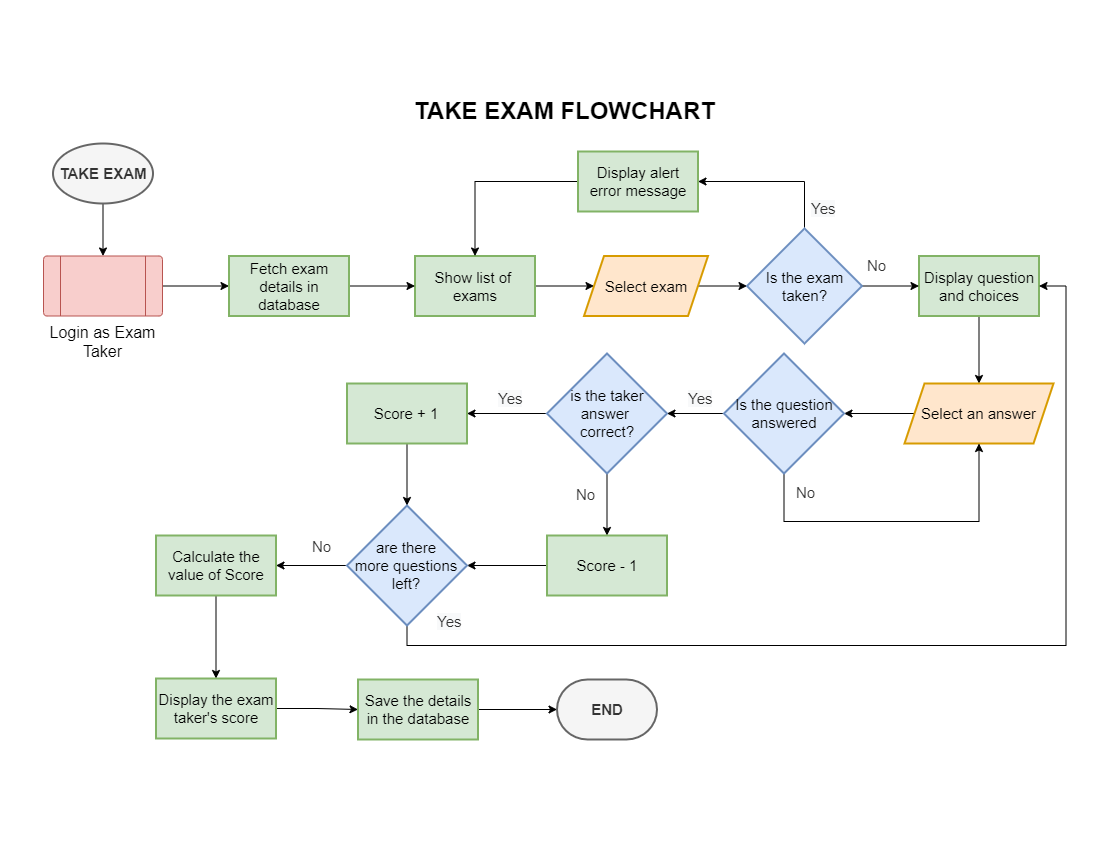 TAKE EXAM FLOWCHART
TAKE EXAM
Display alert
error message
Yes
Login as Exam
Taker
Fetch exam
details in
database
Show list of
exams
Select exam
Is the exam
taken?
No
Display question
and choices
Select an answer
Is the question
answered
No
Yes
is the taker
answer
correct?
Yes
Score + 1
No
Score - 1
are there
more questions
left?
Yes
No
Calculate the
value of Score
Display the exam
taker's score
Save the details
in the database
END